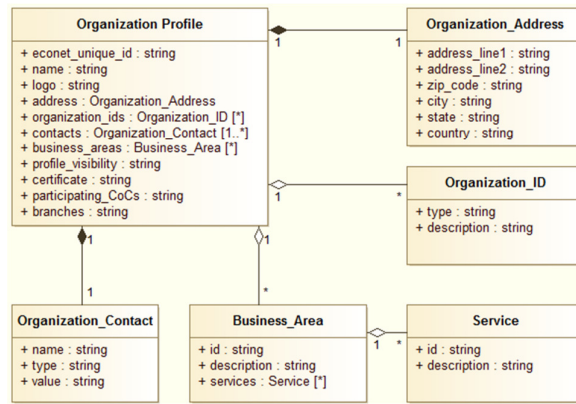 Organization Profile
+ econet_unique_id : string
+ name : string
+ logo : string
+ address : Organization_Address
+ organization_ids : Organization_ID [*]
+ contacts : Organization_Contact [1..*]
+ business_areas : Business_Area [*]
+ profile_visibility : string
+ certificate : string
+ participating_CoCs : string
+ branches : string
1
1
Organization_Address
+ address_line1 : string
+ address_line2 : string
+ zip_code : string
+ city : string
+ state : string
+ country : string
1
*
Organization_ID
+ type : string
+ description : string
1
1
1
*
Organization_Contact
+ name : string
+ type : string
+ value : string
Business_Area
+ id : string
+ description : string
+ services : Service [*]
1
*
Service
+ id : string
+ description : string